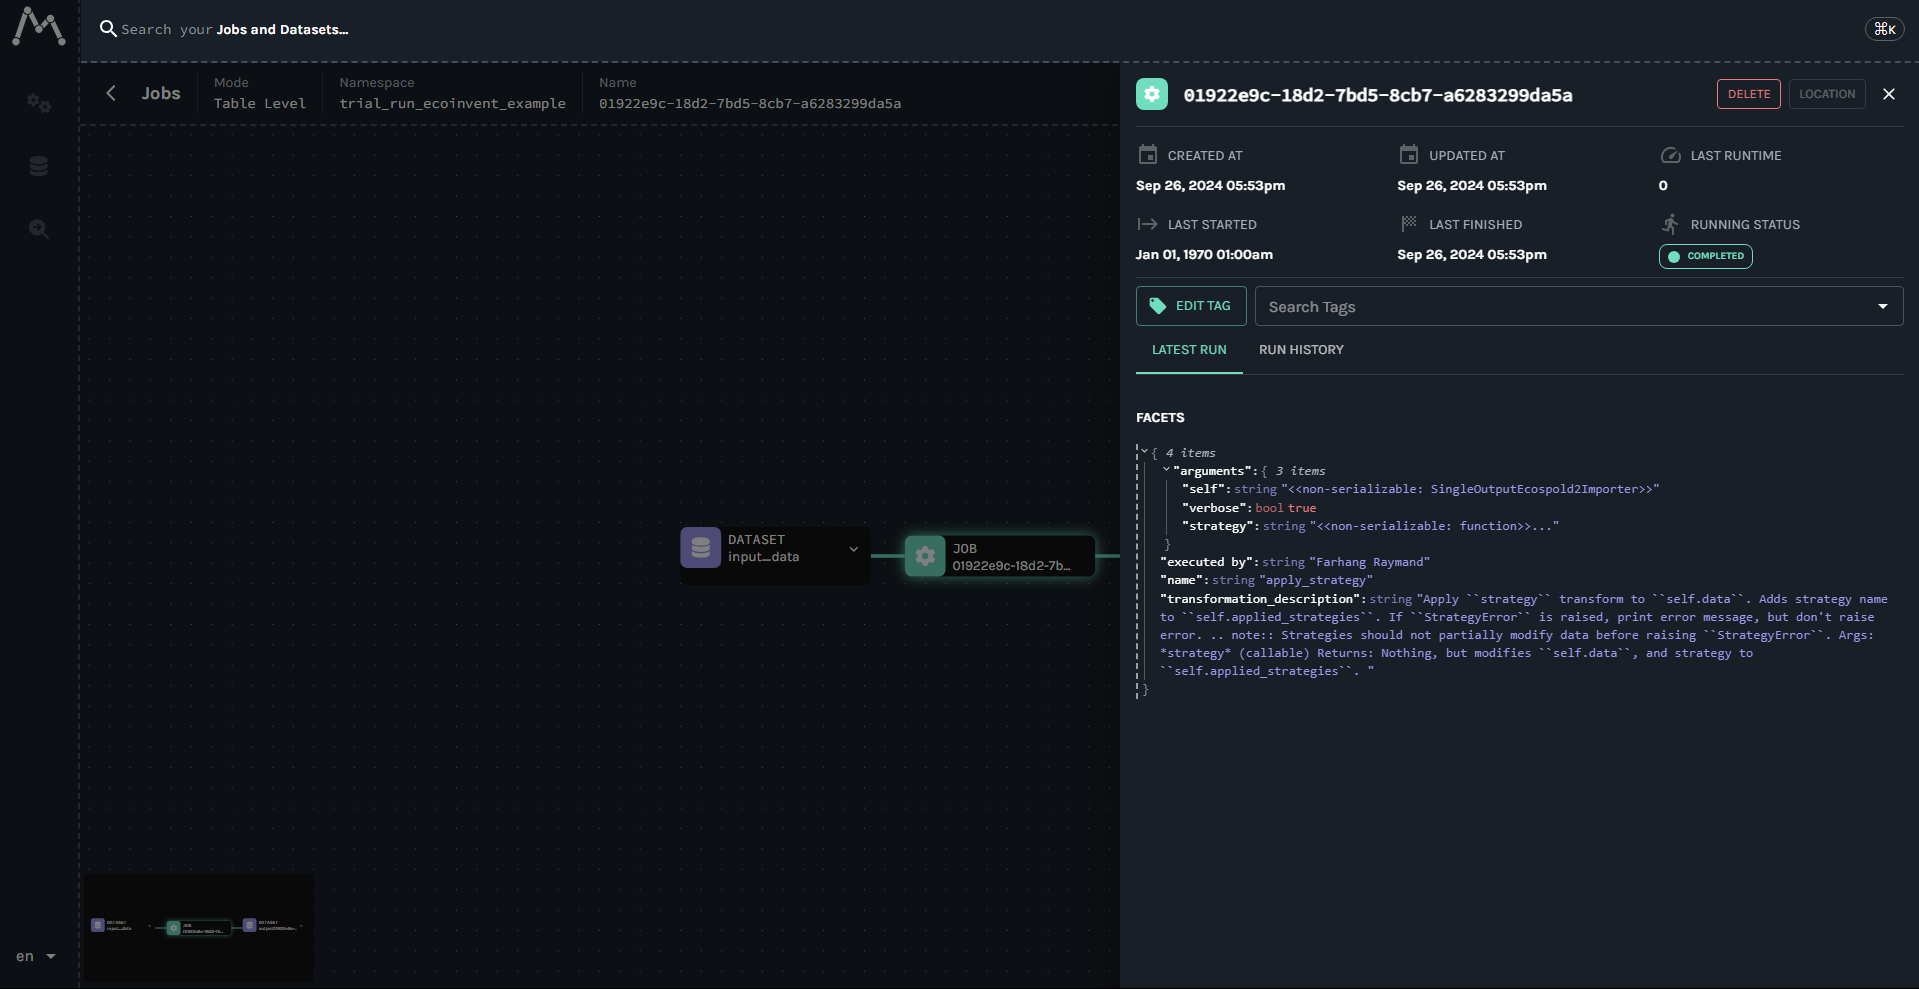 Search your Jobs and Datasets...
⌘K
Jobs
Mode
Table Level
Namespace
trial_run_ecoinvent_example
Name
01922e9c-18d2-7bd5-8cb7-a6283299da5a
01922e9c-18d2-7bd5-8cb7-a6283299da5a
DELETE
LOCATION
CREATED AT
Sep 26, 2024 05:53pm
UPDATED AT
Sep 26, 2024 05:53pm
LAST RUNTIME
0
LAST STARTED
Jan 01, 1970 01:00am
LAST FINISHED
Sep 26, 2024 05:53pm
RUNNING STATUS
COMPLETED
EDIT TAG
Search Tags
LATEST RUN
RUN HISTORY
FACETS
{ 4 items
"arguments":{ 3 items
"self":string "<<non-serializable: SingleOutputEcospold2Importer>>"
"verbose":bool true
"strategy":string "<<non-serializable: function>>..."
}
"executed by":string "Farhang Raymand"
"name":string "apply_strategy"
"transformation_description":string "Apply ``strategy`` transform to ``self.data``. Adds strategy name
to ``self.applied_strategies``. If ``StrategyError`` is raised, print error message, but don't raise
error. .. note:: Strategies should not partially modify data before raising ``StrategyError``. Args:
*strategy* (callable) Returns: Nothing, but modifies ``self.data``, and strategy to
``self.applied_strategies``. "
}
DATASET
input_data
JOB
01922e9c-18d2-7b...
DATASET
input_data
JOB
DATASET
en